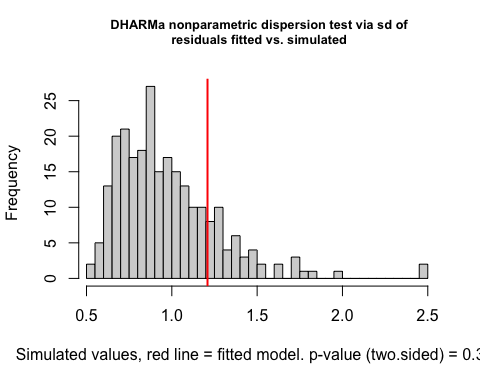 DHARMa nonparametric dispersion test via sd of
residuals fitted vs. simulated
Frequency
25
20
15
10
5
0
0.5 1.0 1.5 2.0 2.5
Simulated values, red line = fitted model. p-value (two.sided) = 0.3